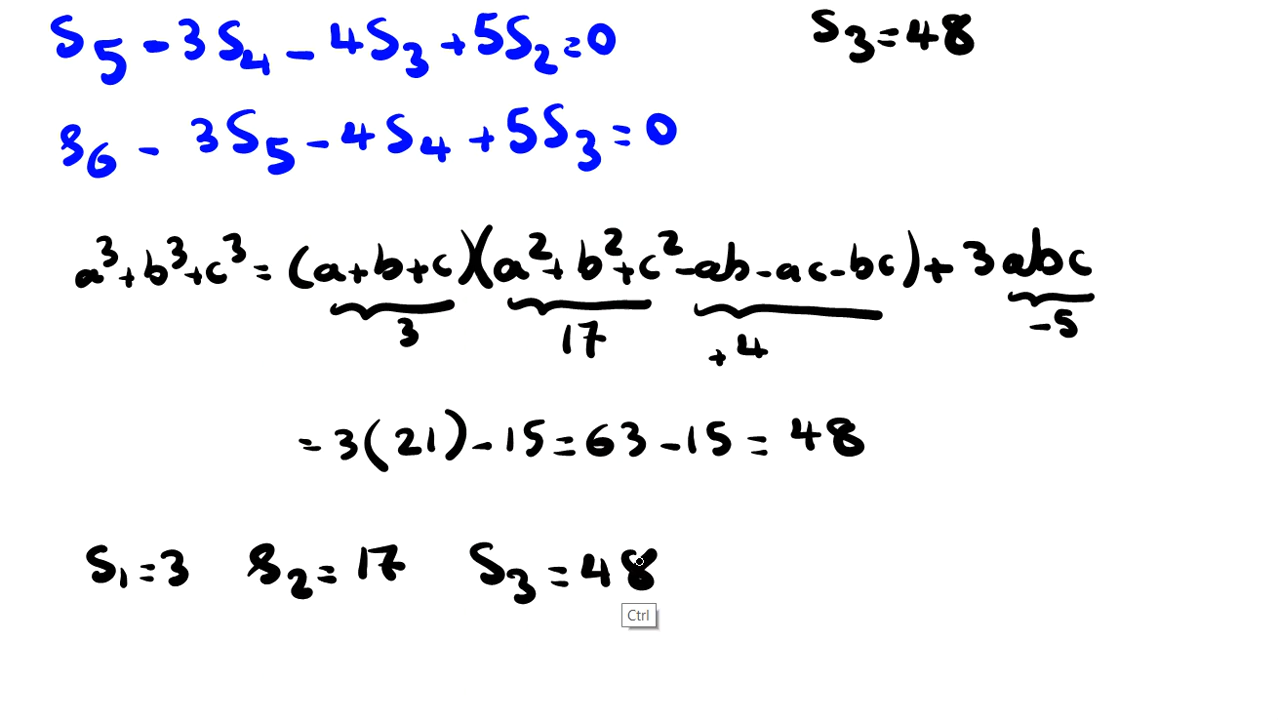 S₅ - 3S₄ - 4S₃ + 5S₂ = 0
S₃ = 48
S₆ - 3S₅ - 4S₄ + 5S₃ = 0
a³ + b³ + c³ = (a + b + c)(a² + b² + c² - ab - ac - bc) + 3abc
3 17 +4 -5
= 3(21) - 15 = 63 - 15 = 48
S₁ = 3 S₂ = 17 S₃ = 48
Ctrl